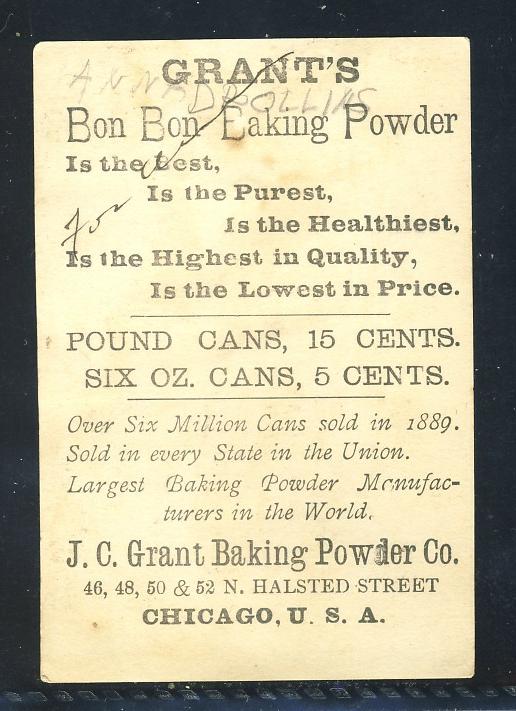 GRANT'S
ANNA DROLLINS
Bon Bon Baking Powder
Is the Best,
Is the Purest,
for
Is the Healthiest,
Is the Highest in Quality,
Is the Lowest in Price.
POUND CANS, 15 CENTS.
SIX OZ. CANS, 5 CENTS.
Over Six Million Cans sold in 1889.
Sold in every State in the Union.
Largest Baking Powder Manufac-
turers in the World.
J. C. Grant Baking Powder Co.
46, 48, 50 & 52 N. HALSTED STREET
CHICAGO, U. S. A.